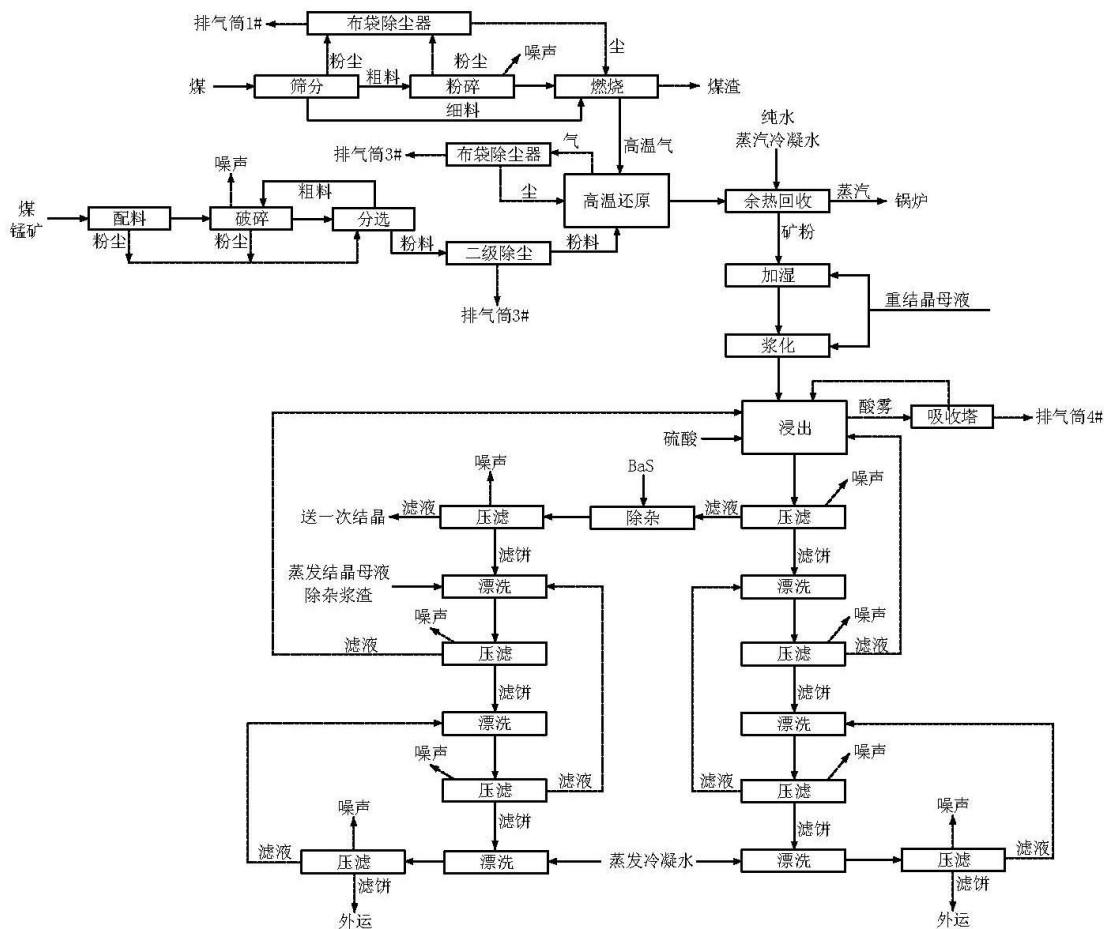 排气筒1#
布袋除尘器
尘
粉尘
粉尘
噪声
煤
筛分
粗料
粉碎
燃烧
煤渣
细料
纯水
蒸汽冷凝水
排气筒3#
布袋除尘器
气
高温气
噪声
粗料
尘
高温还原
余热回收
蒸汽
锅炉
煤
锰矿
配料
破碎
分选
粉尘
粉尘
粉料
二级除尘
粉料
矿粉
排气筒3#
加湿
重结晶母液
浆化
浸出
酸雾
吸收塔
排气筒4#
硫酸
噪声
BaS
噪声
送一次结晶
滤液
压滤
除杂
滤液
压滤
滤饼
滤饼
蒸发结晶母液
除杂浆渣
漂洗
漂洗
噪声
噪声
滤液
压滤
压滤
滤液
滤饼
滤饼
漂洗
漂洗
噪声
噪声
压滤
滤液
滤液
压滤
噪声
滤饼
滤饼
噪声
滤液
压滤
漂洗
蒸发冷凝水
漂洗
压滤
滤液
滤饼
滤饼
外运
外运